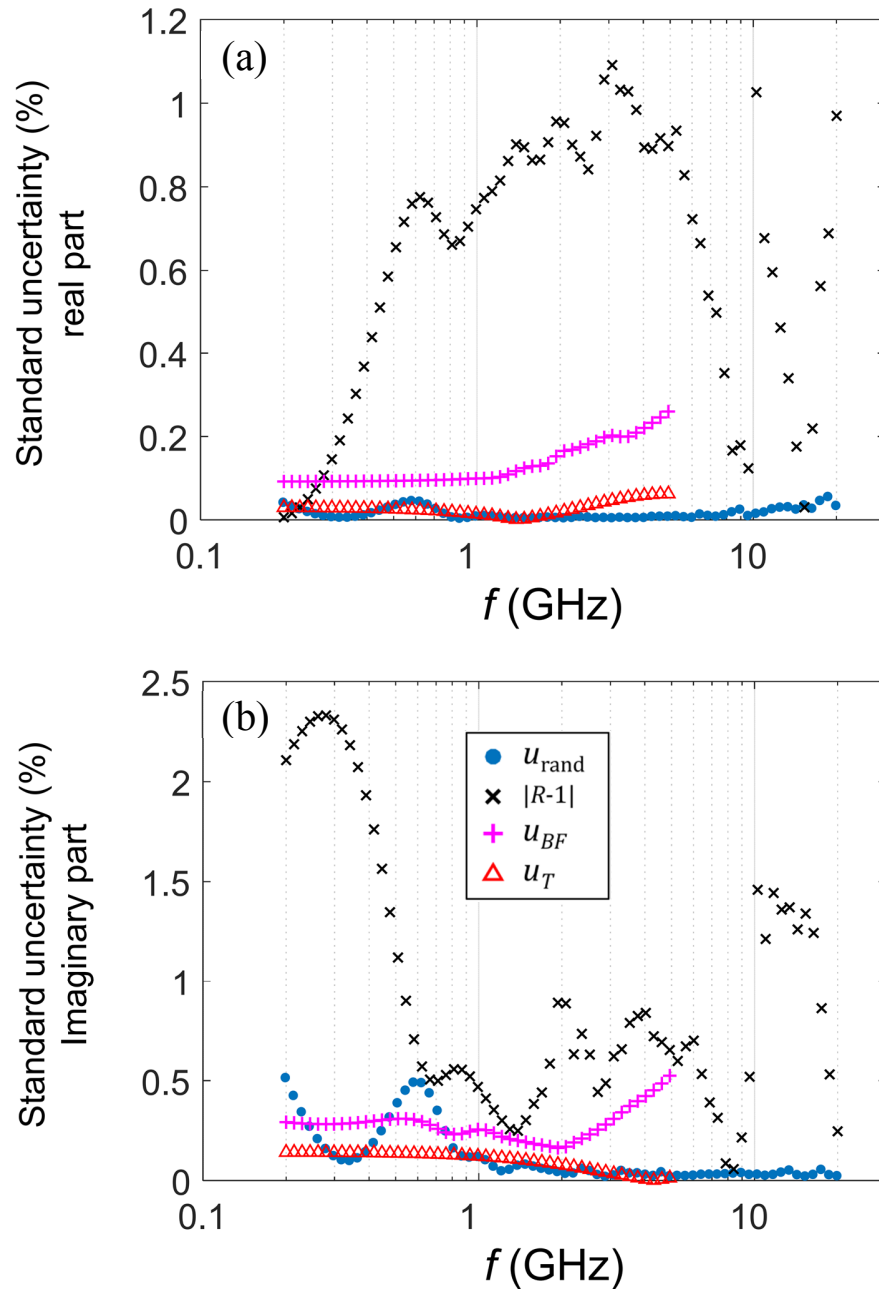 Standard uncertainty (%)
real part
(a)
1.2
1
0.8
0.6
0.4
0.2
0
0.1
1
10
f (GHz)
Standard uncertainty (%)
Imaginary part
(b)
2.5
2
1.5
1
0.5
0
u_rand
|R-1|
u_BF
u_T
0.1
1
10
f (GHz)